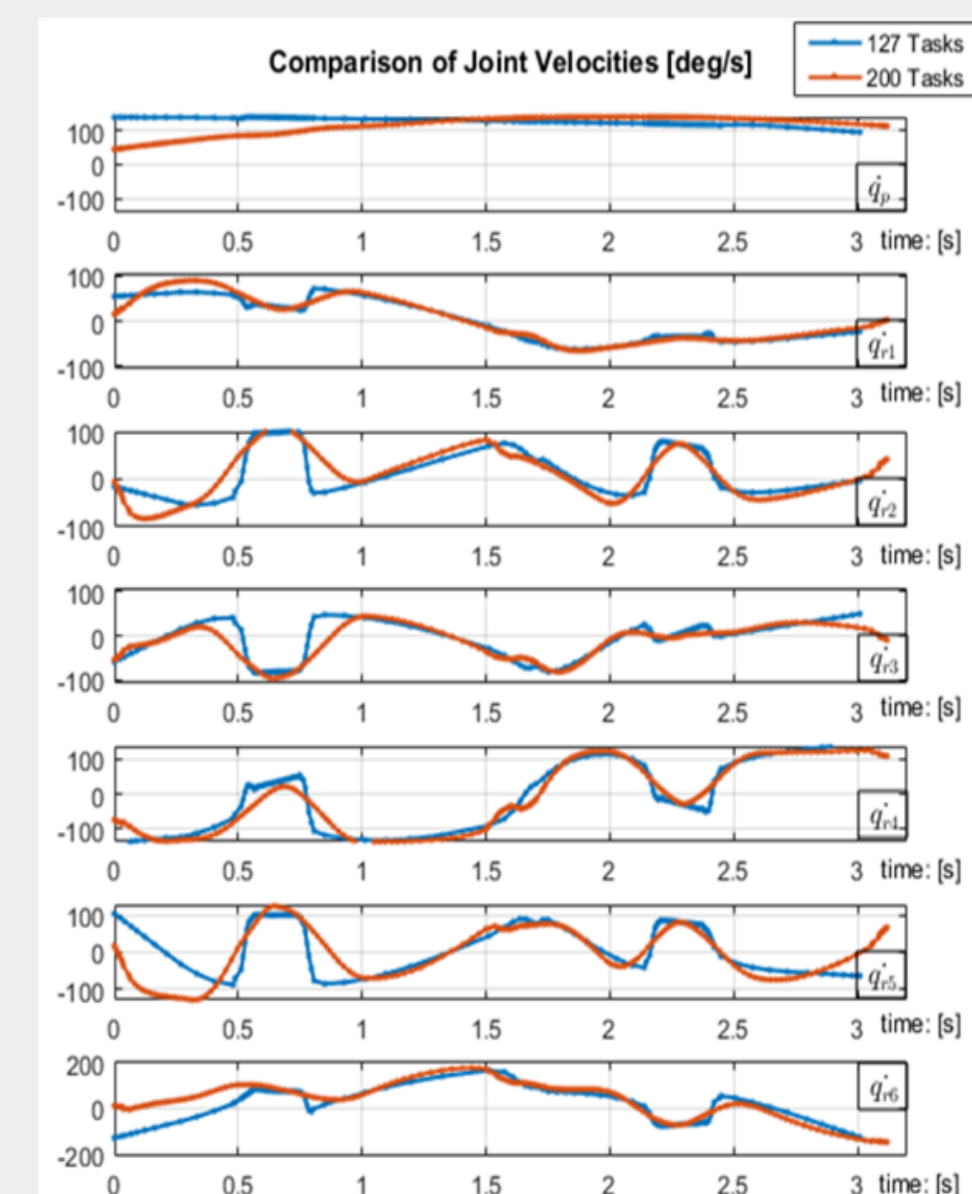 Comparison of Joint Velocities [deg/s]
127 Tasks
200 Tasks
100
0
-100
q̇p
0 0.5 1 1.5 2 2.5 3 time: [s]
100
0
-100
q̇r1
0 0.5 1 1.5 2 2.5 3 time: [s]
100
0
-100
q̇r2
0 0.5 1 1.5 2 2.5 3 time: [s]
100
0
-100
q̇r3
0 0.5 1 1.5 2 2.5 3 time: [s]
100
0
-100
q̇r4
0 0.5 1 1.5 2 2.5 3 time: [s]
100
0
-100
q̇r5
0 0.5 1 1.5 2 2.5 3 time: [s]
200
0
-200
q̇r6
0 0.5 1 1.5 2 2.5 3 time: [s]